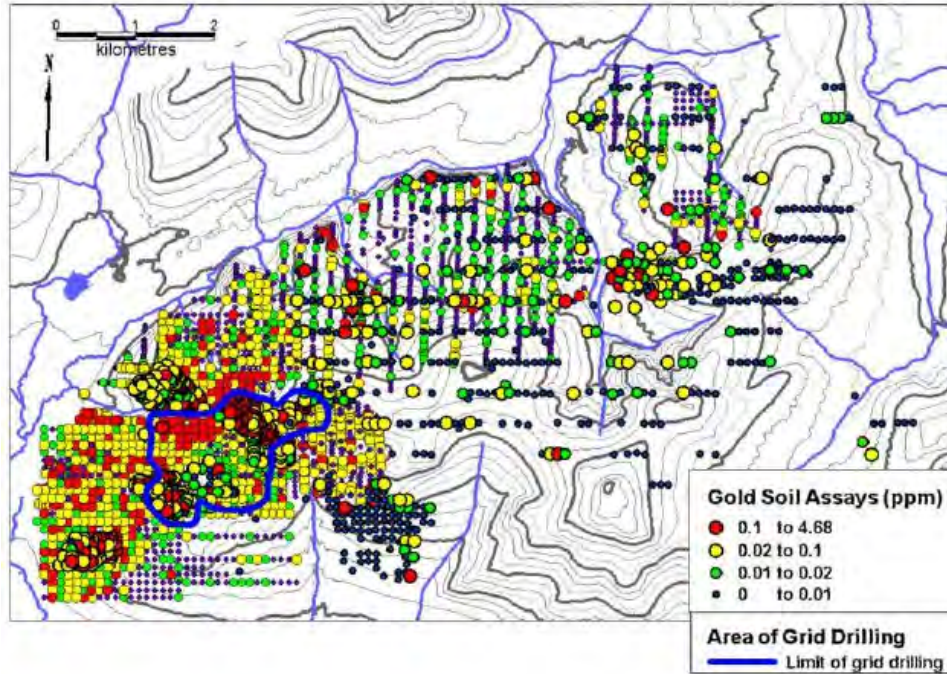 0 1 2
kilometres
N
Gold Soil Assays (ppm)
0.1 to 4.68
0.02 to 0.1
0.01 to 0.02
0 to 0.01
Area of Grid Drilling
Limit of grid drilling